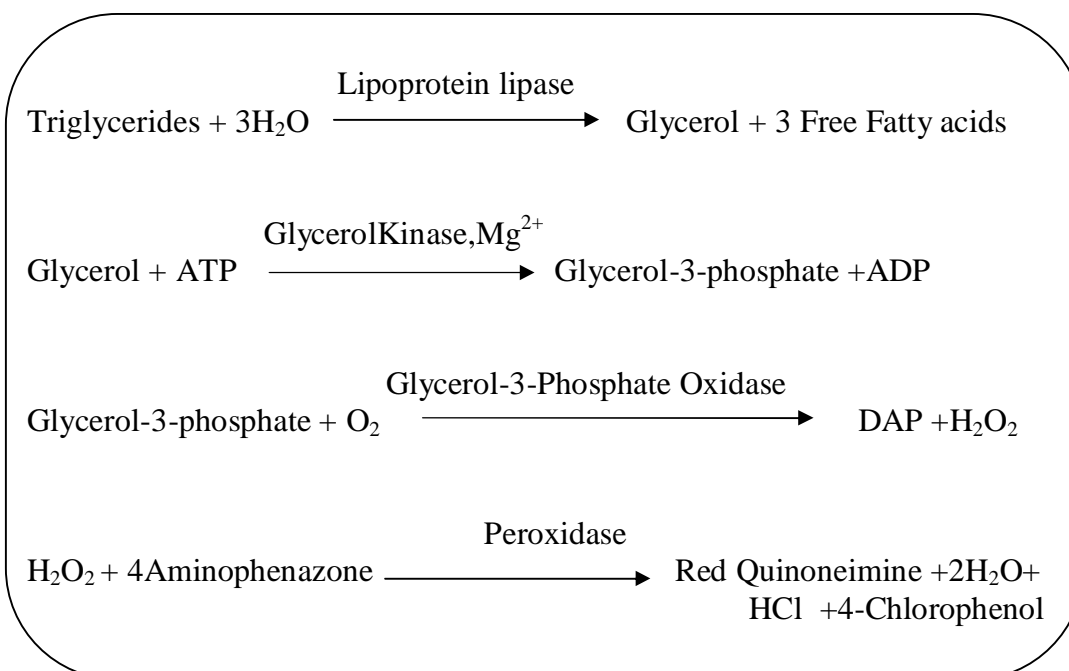 Lipoprotein lipase
Triglycerides + 3H₂O Glycerol + 3 Free Fatty acids
GlycerolKinase,Mg²⁺
Glycerol + ATP Glycerol-3-phosphate +ADP
Glycerol-3-Phosphate Oxidase
Glycerol-3-phosphate + O₂ DAP +H₂O₂
Peroxidase
H₂O₂ + 4Aminophenazone Red Quinoneimine +2H₂O+
HCl +4-Chlorophenol